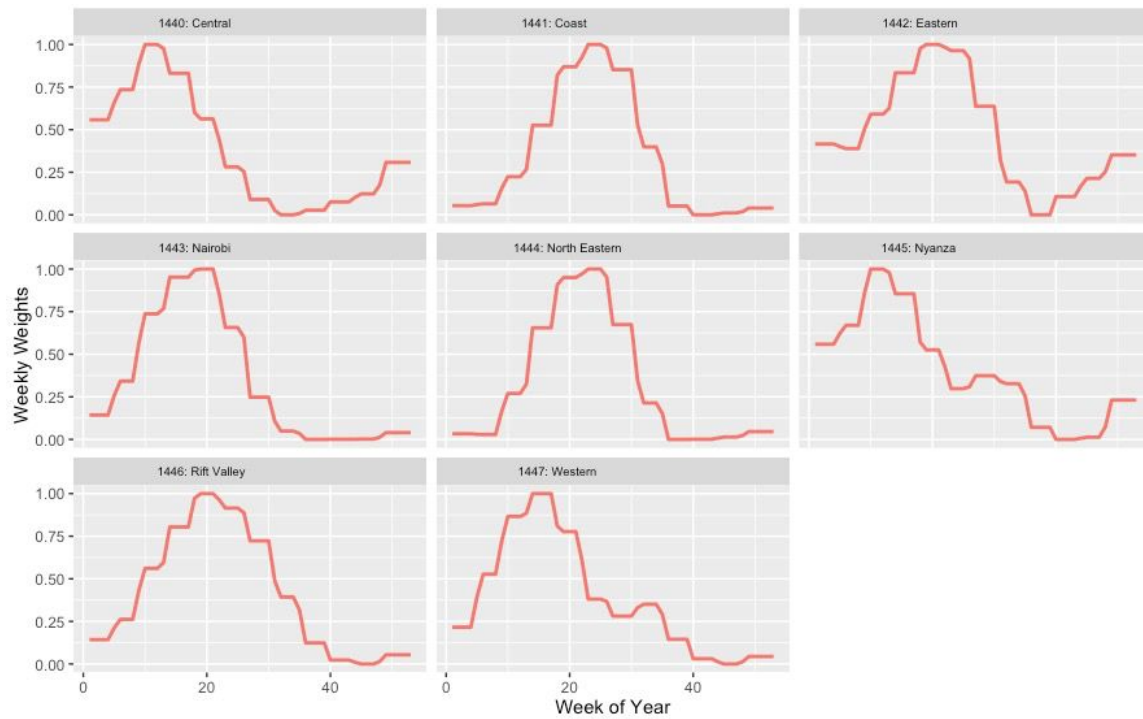 1440: Central
1441: Coast
1442: Eastern
1.00
0.75
0.50
0.25
0.00
1443: Nairobi
1444: North Eastern
1445: Nyanza
1.00
0.75
0.50
0.25
0.00
Weekly Weights
1446: Rift Valley
1447: Western
1.00
0.75
0.50
0.25
0.00
0 20 40
0 20 40
Week of Year